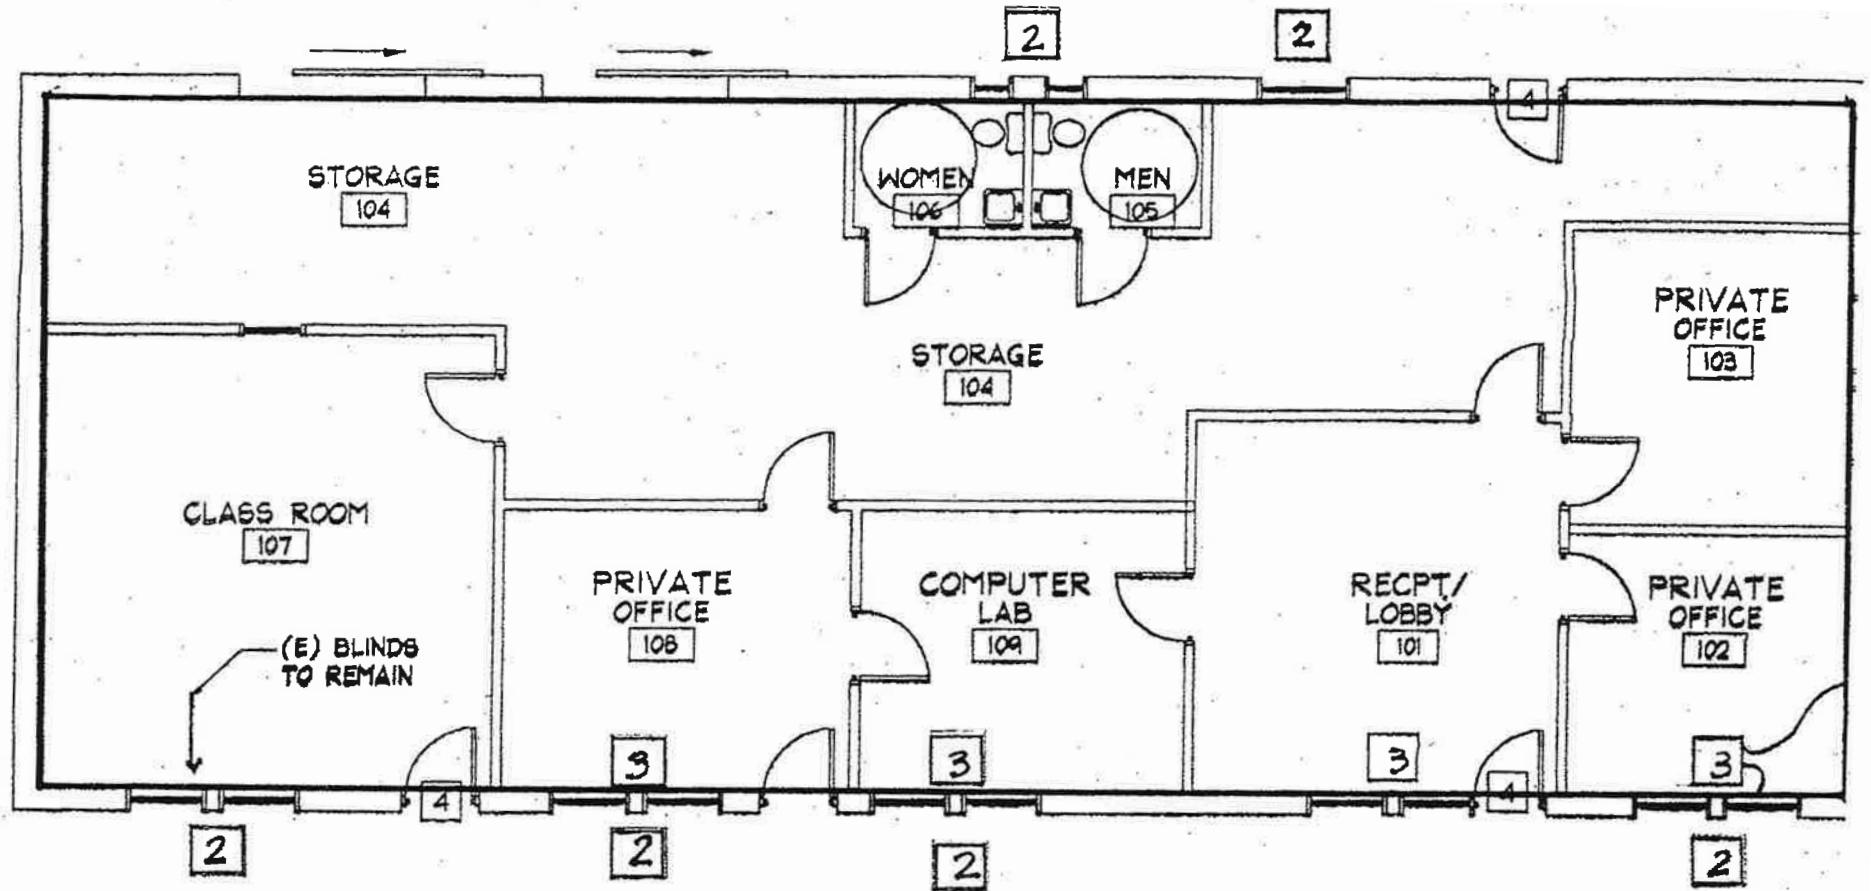 2
2
4
STORAGE
104
WOMEN
106
MEN
105
PRIVATE
OFFICE
103
STORAGE
104
CLASS ROOM
107
PRIVATE
OFFICE
108
COMPUTER
LAB
109
RECPT/
LOBBY
101
PRIVATE
OFFICE
102
(E) BLINDS
TO REMAIN
3
3
3
3
4
4
2
2
2
2